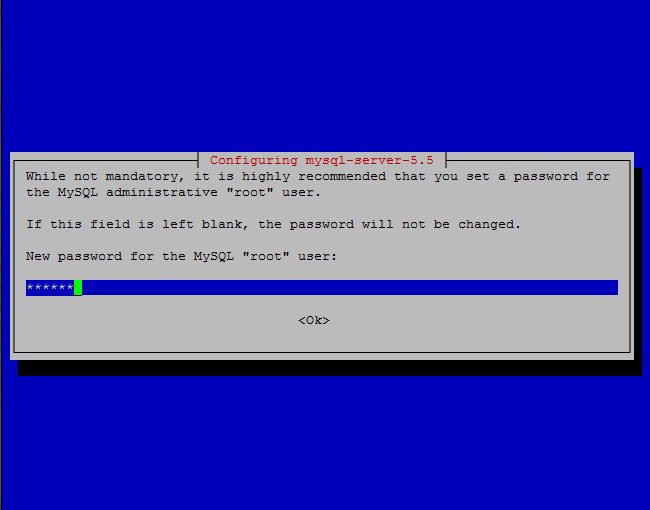 Configuring mysql-server-5.5
While not mandatory, it is highly recommended that you set a password for
the MySQL administrative "root" user.
If this field is left blank, the password will not be changed.
New password for the MySQL "root" user:
******
<Ok>